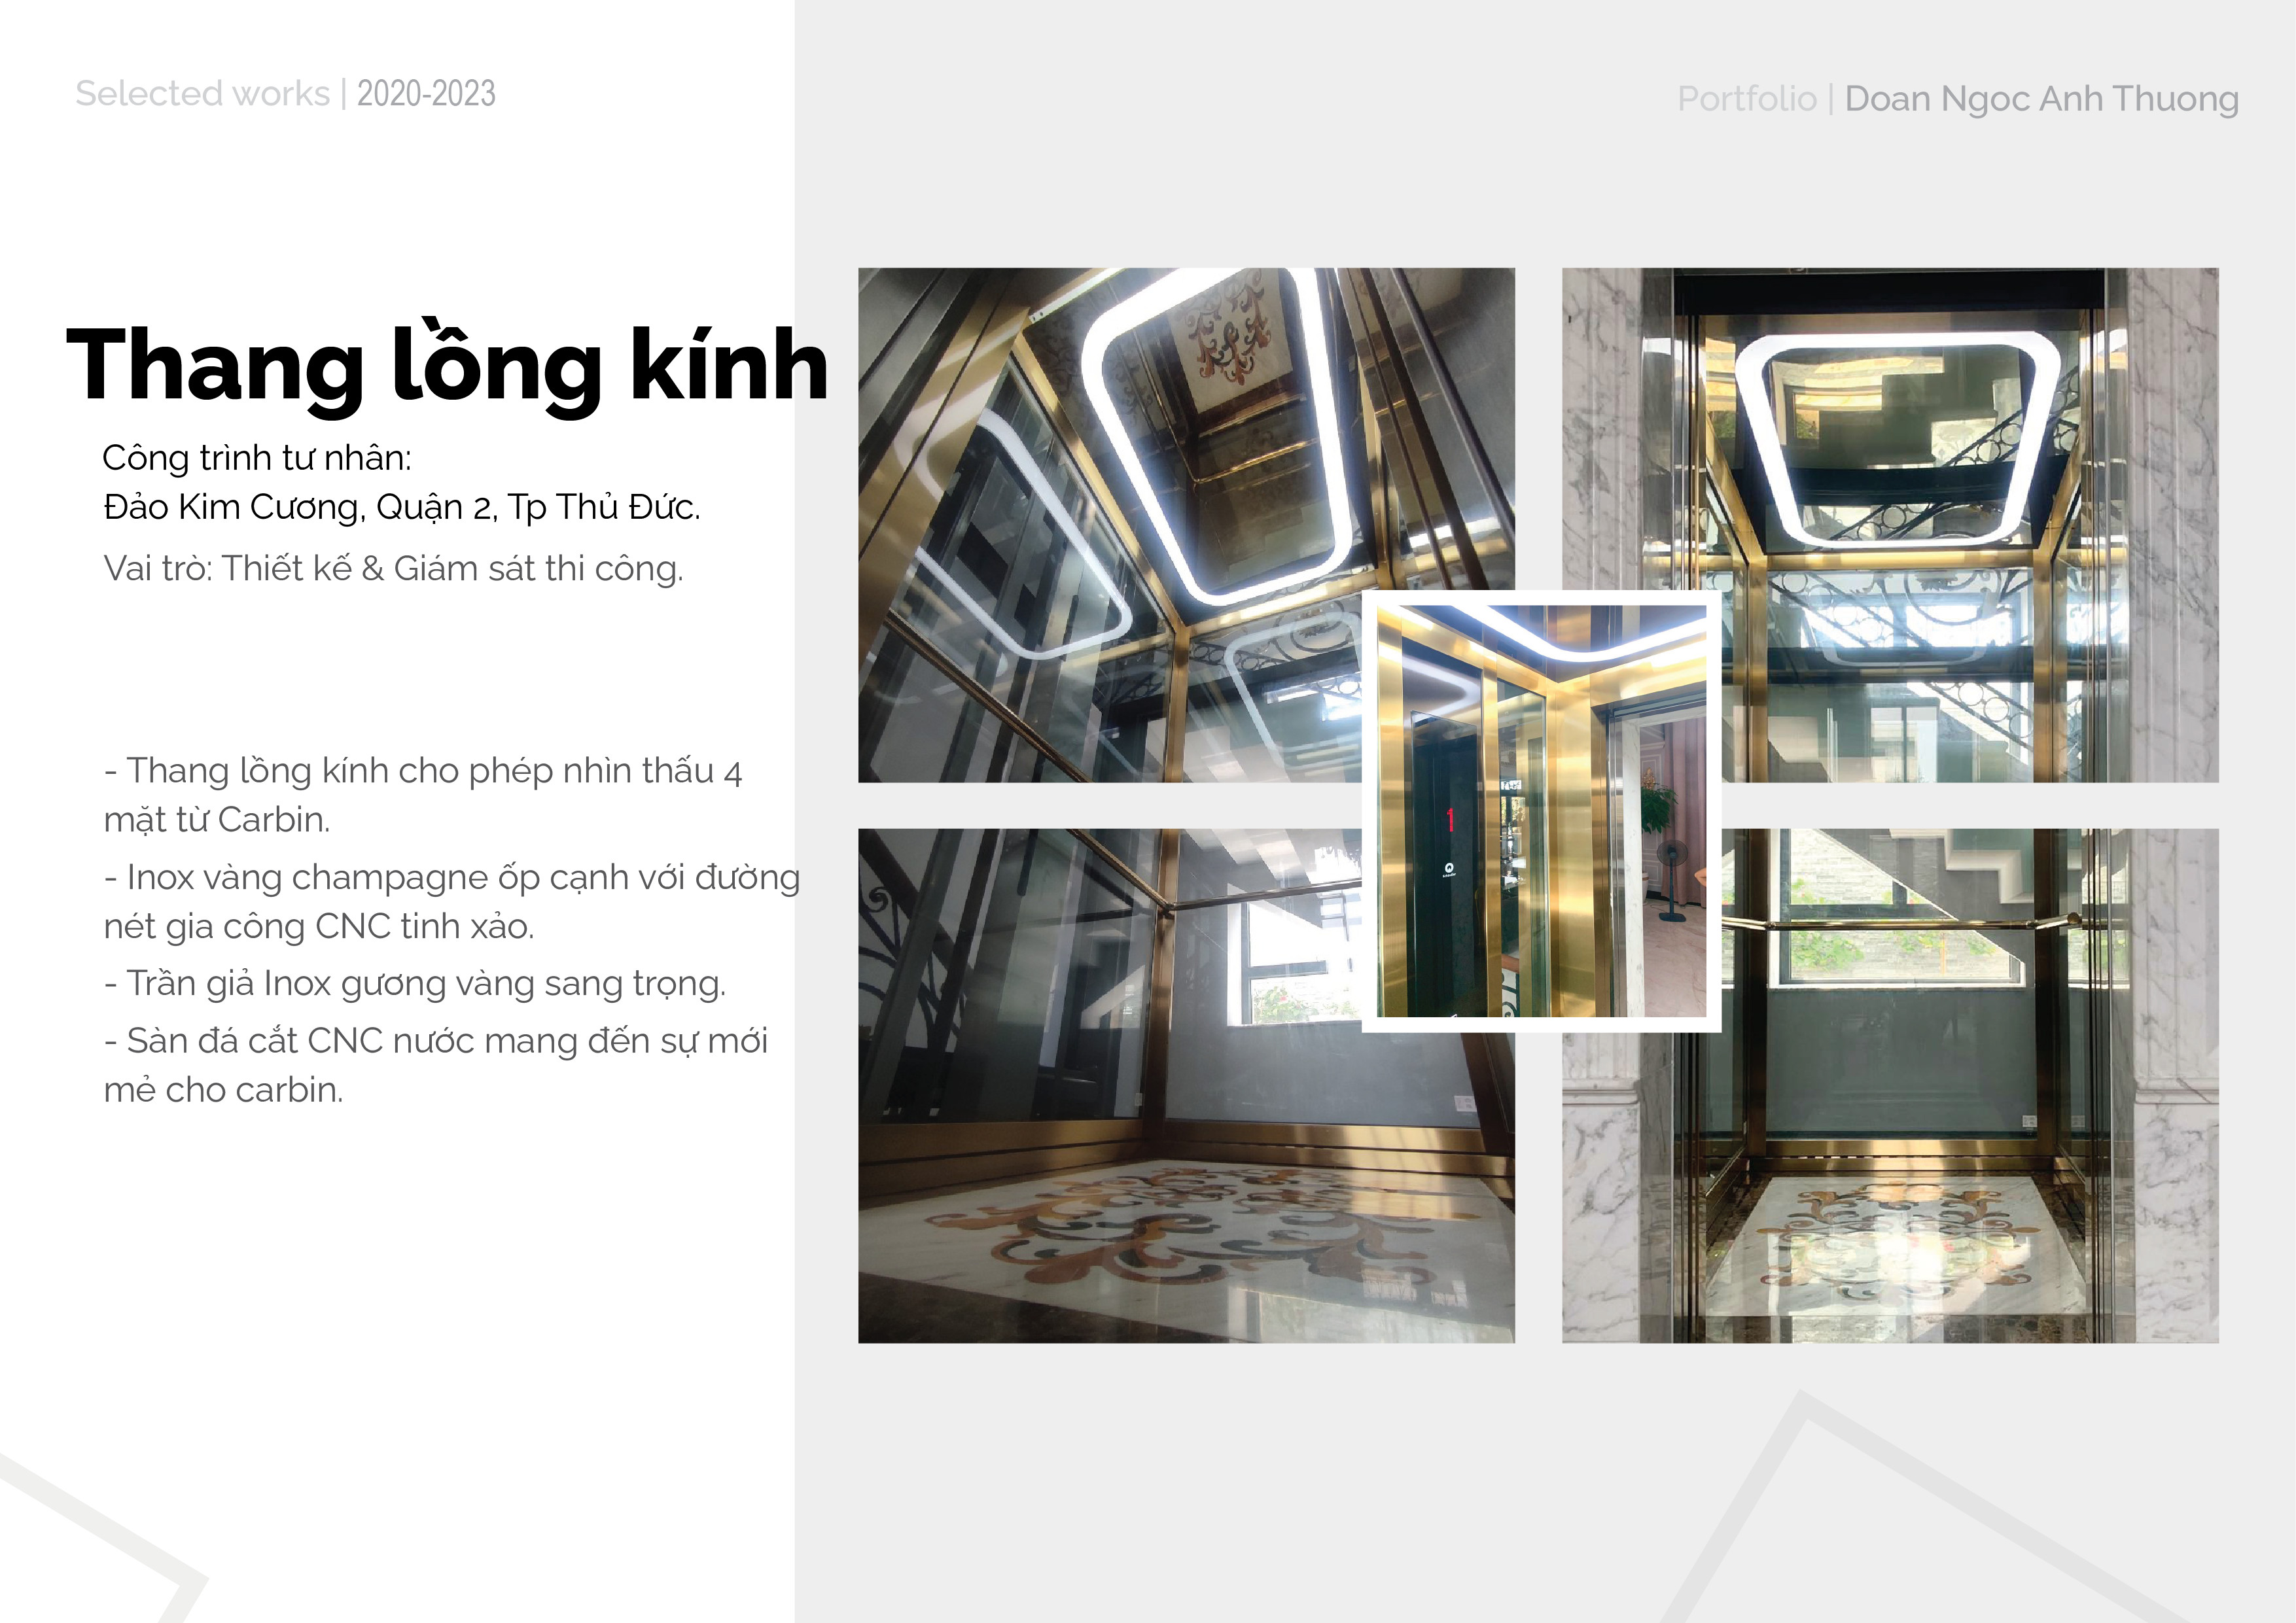 Selected works | 2020-2023
Portfolio | Doan Ngoc Anh Thuong
Thang lồng kính
Công trình tư nhân:
Đảo Kim Cương, Quận 2, Tp Thủ Đức.
Vai trò: Thiết kế & Giám sát thi công.
- Thang lồng kính cho phép nhìn thấu 4
mặt từ Carbin.
- Inox vàng champagne ốp cạnh với đường
nét gia công CNC tinh xảo.
- Trần giả Inox gương vàng sang trọng.
- Sàn đá cắt CNC nước mang đến sự mới
mẻ cho carbin.
1